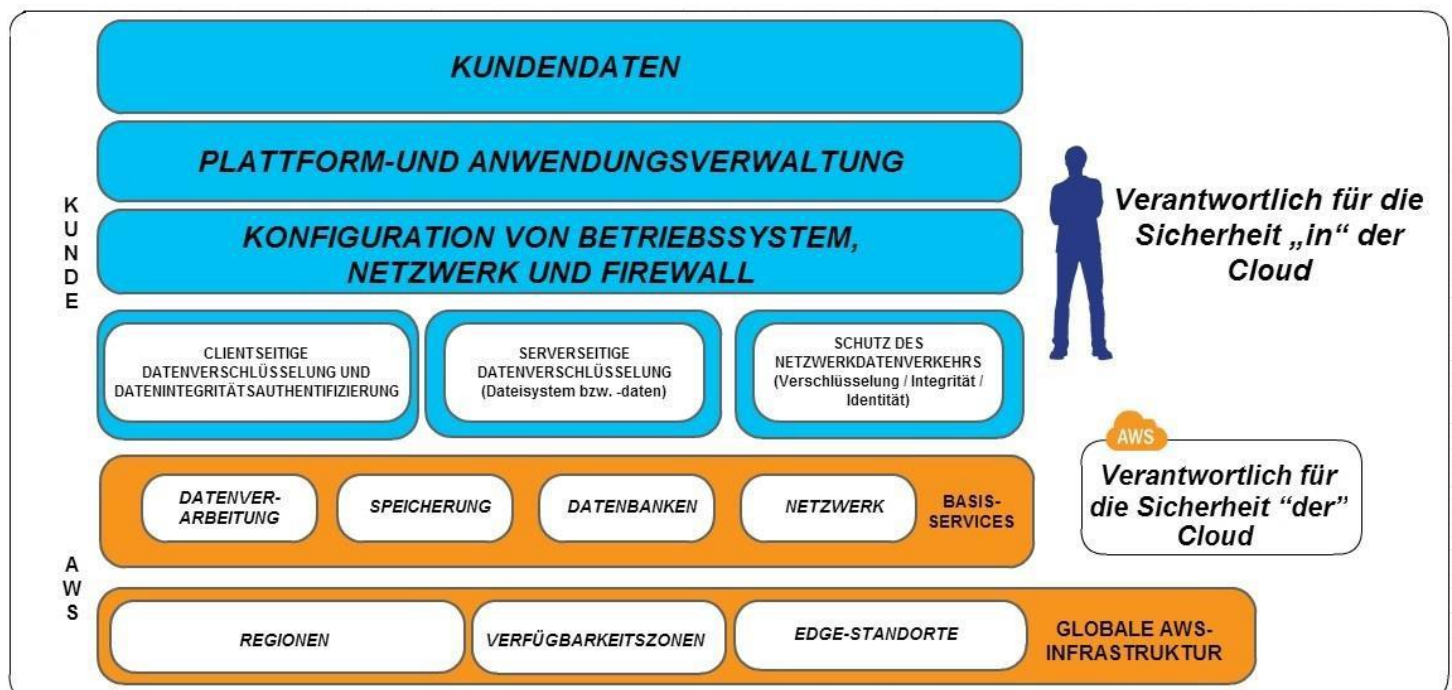 KUNDE
KUNDENDATEN
PLATTFORM-UND ANWENDUNGSVERWALTUNG
KONFIGURATION VON BETRIEBSSYSTEM,
NETZWERK UND FIREWALL
CLIENTSEITIGE
DATENVERSCHLÜSSELUNG UND
DATENINTEGRITÄTSAUTHENTIFIZIERUNG
SERVERSEITIGE
DATENVERSCHLÜSSELUNG
(Dateisystem bzw. -daten)
SCHUTZ DES
NETZWERKDATENVERKEHRS
(Verschlüsselung / Integrität /
Identität)
Verantwortlich für die
Sicherheit „in“ der
Cloud
AWS
DATENVER-
ARBEITUNG
SPEICHERUNG
DATENBANKEN
NETZWERK
BASIS-
SERVICES
REGIONEN
VERFÜGBARKEITSZONEN
EDGE-STANDORTE
GLOBALE AWS-
INFRASTRUKTUR
AWS
Verantwortlich für
die Sicherheit “der”
Cloud